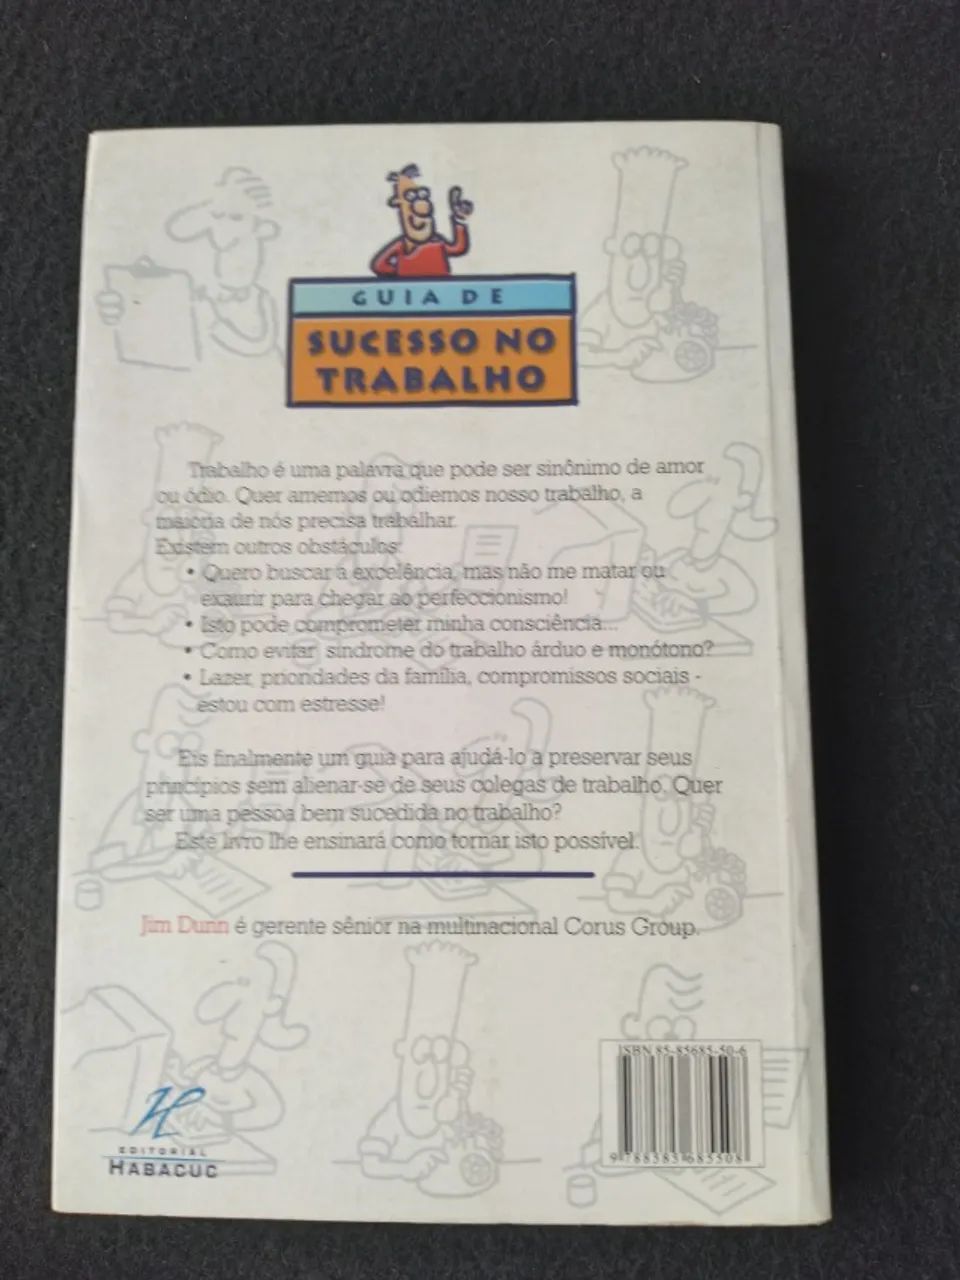 GUIA DE
SUCESSO NO
TRABALHO
Trabalho é uma palavra que pode ser sinônimo de amor
ou ódio. Quer amemos ou odiemos nosso trabalho, a
maioria de nós precisa trabalhar.
Existem outros obstáculos:
• Quero buscar a excelência, mas não me matar ou
exaurir para chegar ao perfeccionismo!
• Isto pode comprometer minha consciência...
• Como evitar síndrome do trabalho árduo e monótono?
• Lazer, prioridades da família, compromissos sociais -
estou com estresse!
Eis finalmente um guia para ajudá-lo a preservar seus
princípios sem alienar-se de seus colegas de trabalho. Quer
ser uma pessoa bem sucedida no trabalho?
Este livro lhe ensinará como tornar isto possível.
Jim Dunn é gerente sênior na multinacional Corus Group.
ISBN 85-85685-50-6
9 788585 685508
EDITORIAL
HABACUC